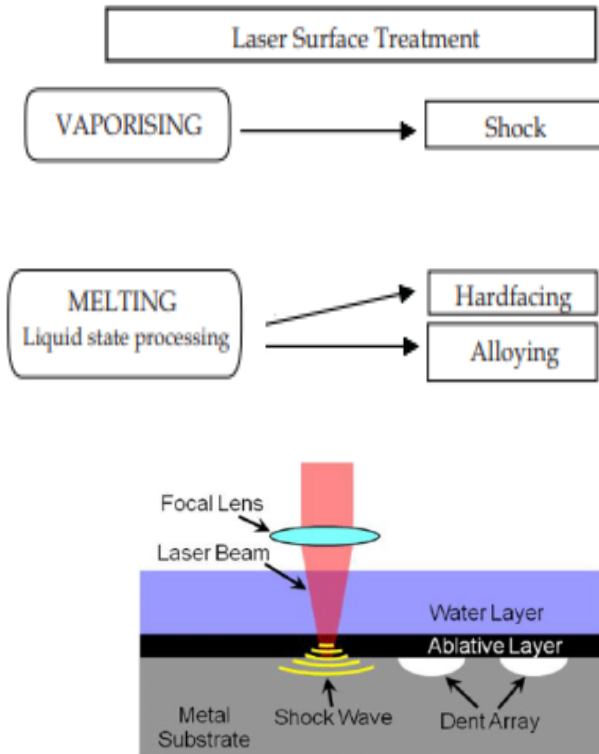 Laser Surface Treatment
VAPORISING
Shock
MELTING
Liquid state processing
Hardfacing
Alloying
Focal Lens
Laser Beam
Water Layer
Ablative Layer
Metal
Substrate
Shock Wave
Dent Array